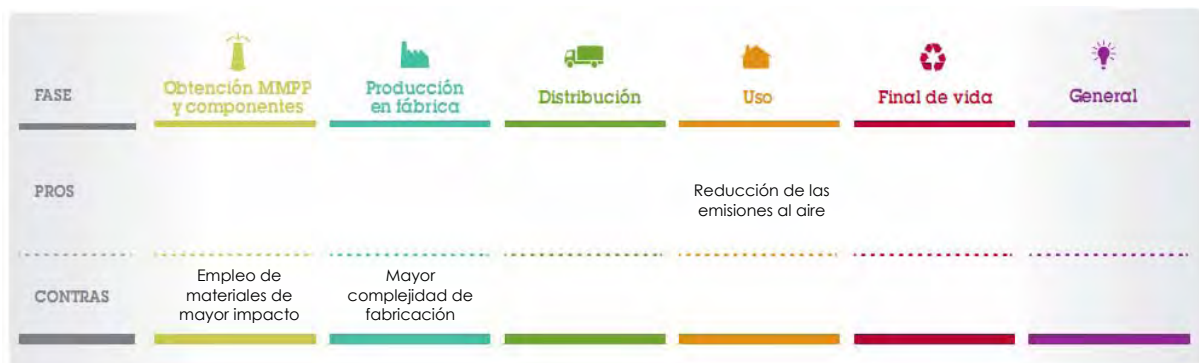 FASE
Obtención MMPP
y componentes
Producción
en fábrica
Distribución
Uso
Final de vida
General
PROS
Reducción de las
emisiones al aire
CONTRAS
Empleo de
materiales de
mayor impacto
Mayor
complejidad de
fabricación